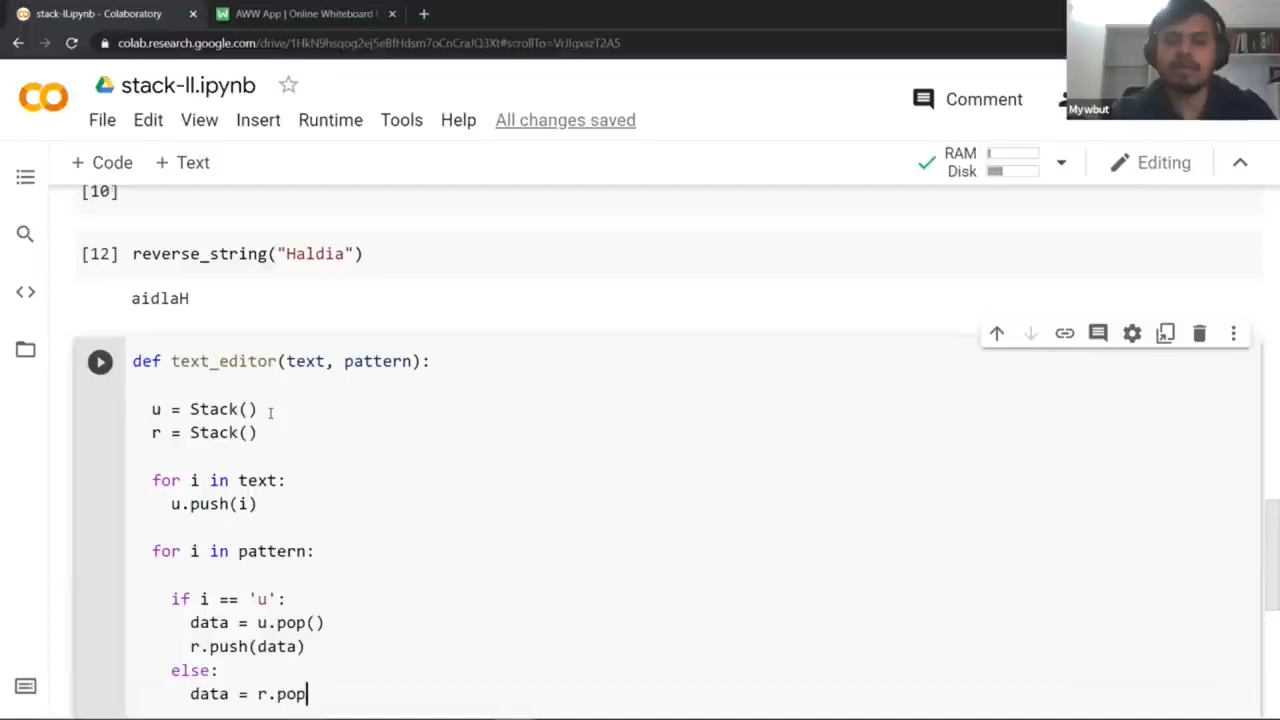 stack-ll.ipynb - Colaboratory
AWW App | Online Whiteboard
colab.research.google.com/drive/1HkN9hsqog2ej5eBfHdsm7oCnCraJQ3Xt#scrollTo=VrJIgxszT2A5
Mywbut
stack-ll.ipynb
Comment
File Edit View Insert Runtime Tools Help All changes saved
+ Code + Text
RAM
Disk
Editing
[10]
[12] reverse_string("Haldia")
aidlaH
def text_editor(text, pattern):
u = Stack()
r = Stack()
for i in text:
u.push(i)
for i in pattern:
if i == 'u':
data = u.pop()
r.push(data)
else:
data = r.pop